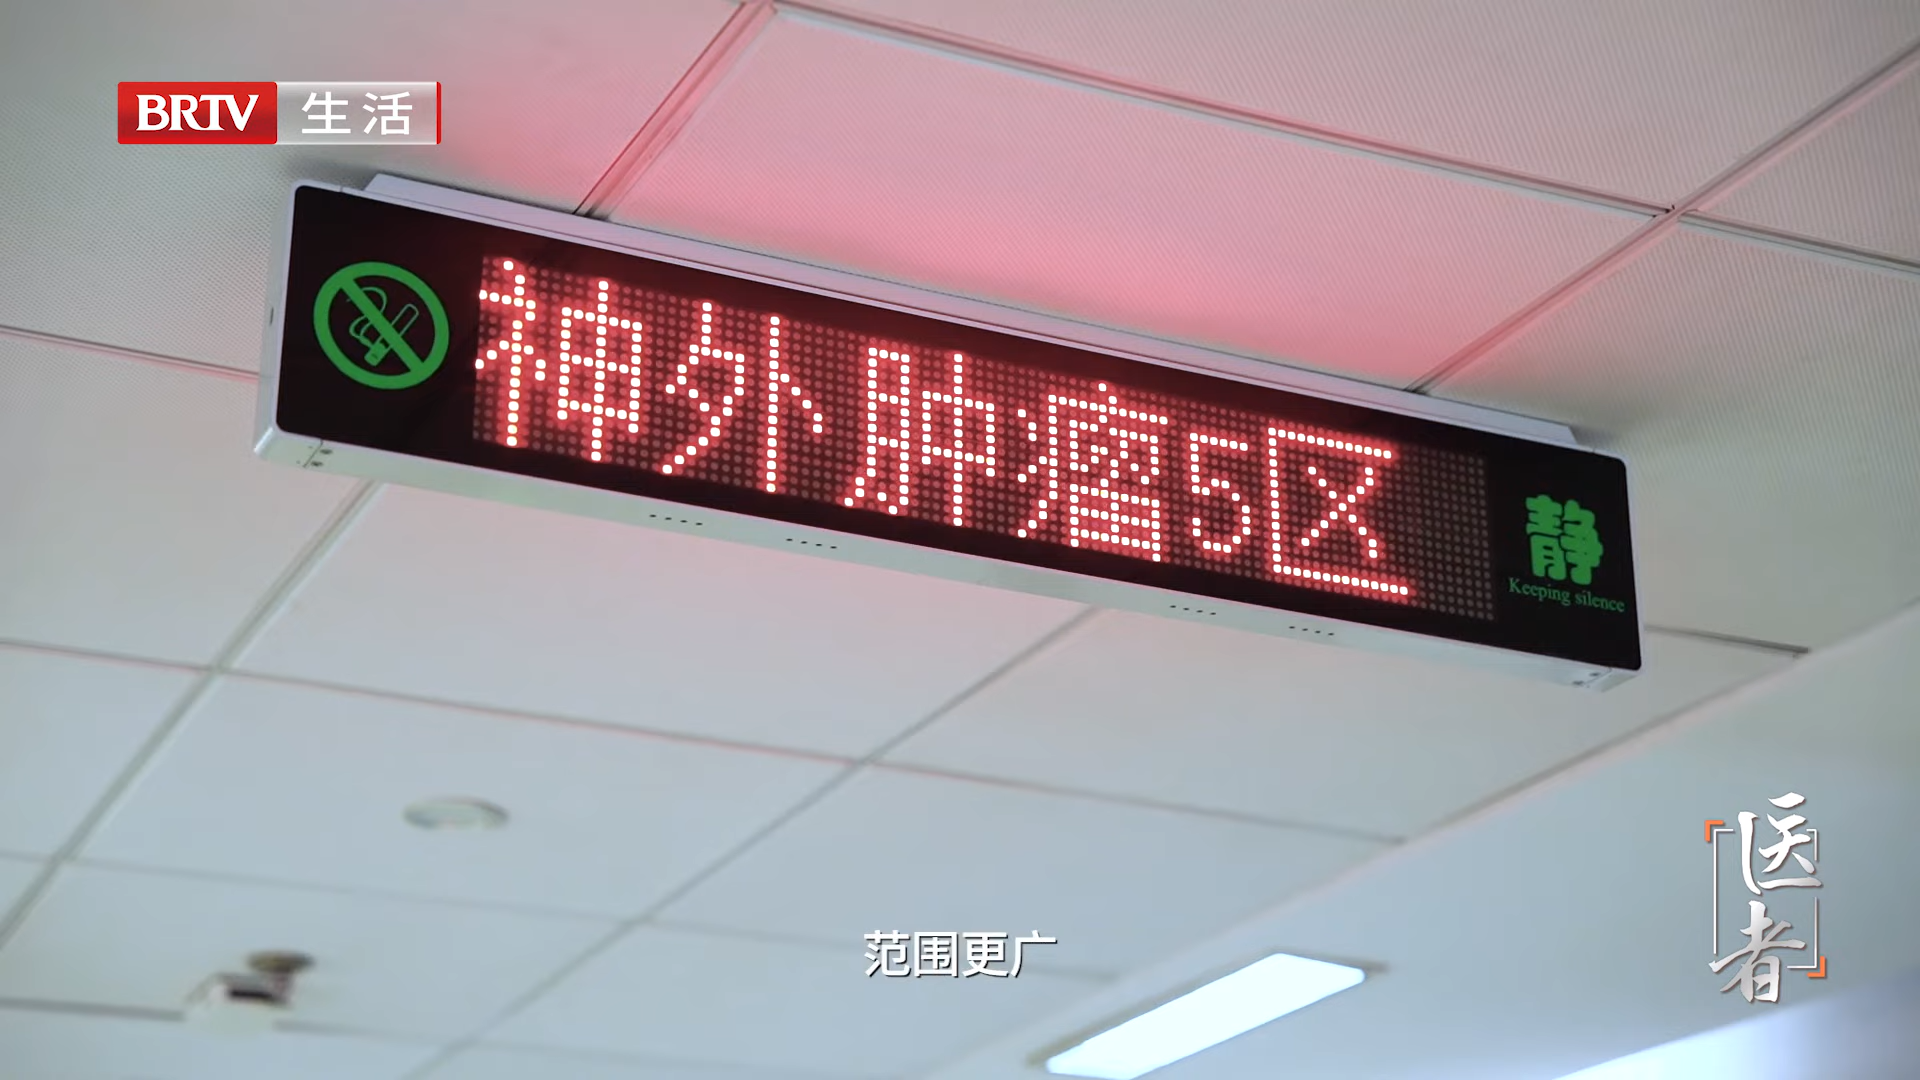 BRTV 生活
神外肿瘤5区
静
Keeping silence
医者
范围更广